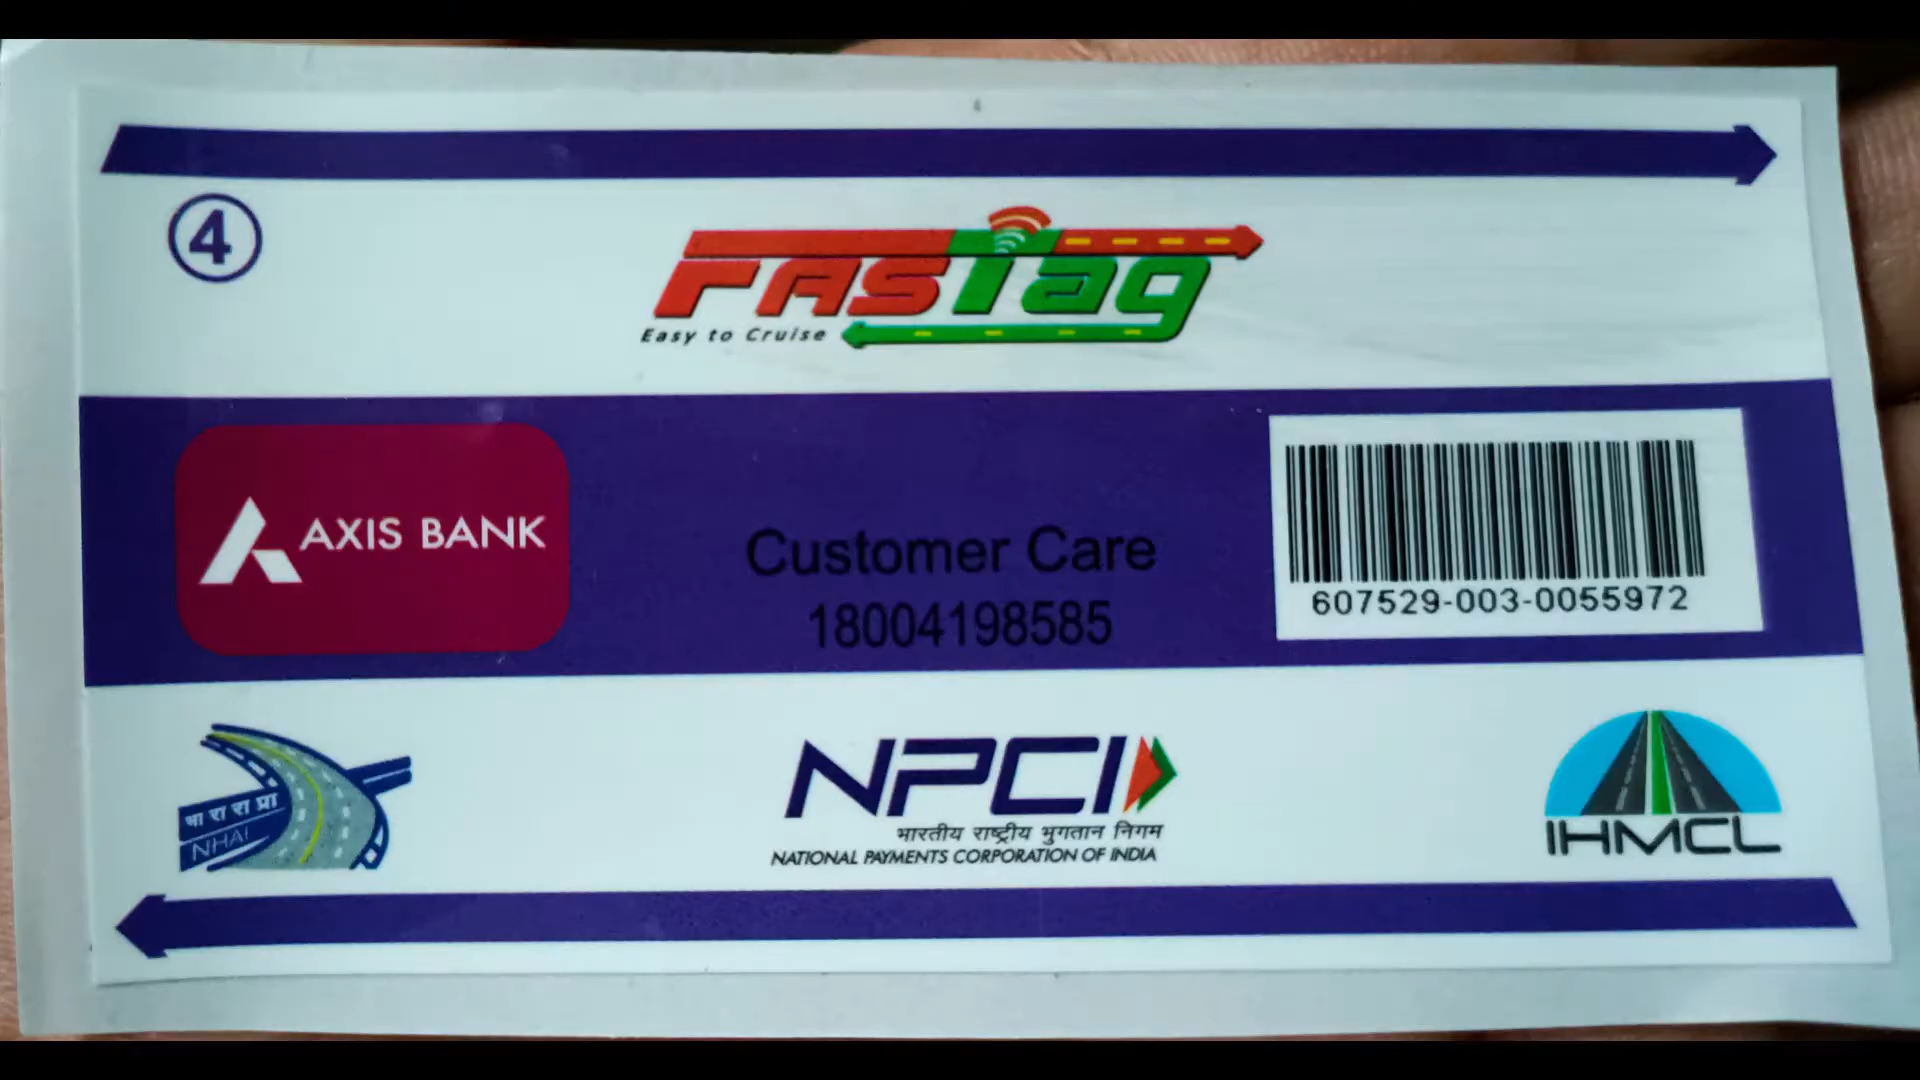 4
FASTag
Easy to Cruise
AXIS BANK
Customer Care
18004198585
607529-003-0055972
भा रा रा प्रा
NHAI
NPCI
भारतीय राष्ट्रीय भुगतान निगम
NATIONAL PAYMENTS CORPORATION OF INDIA
IHMCL